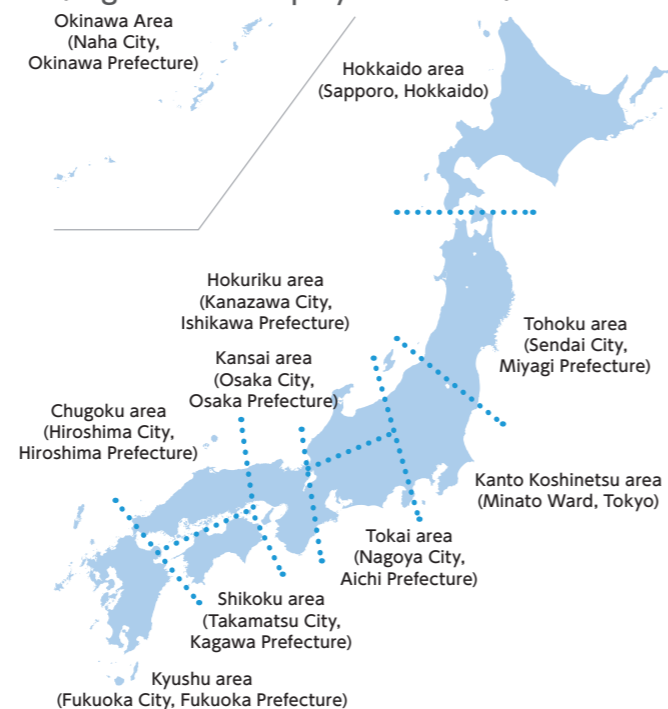 Okinawa Area
(Naha City,
Okinawa Prefecture)
Hokkaido area
(Sapporo, Hokkaido)
Hokuriku area
(Kanazawa City,
Ishikawa Prefecture)
Tohoku area
(Sendai City,
Miyagi Prefecture)
Kansai area
(Osaka City,
Osaka Prefecture)
Chugoku area
(Hiroshima City,
Hiroshima Prefecture)
Kanto Koshinetsu area
(Minato Ward, Tokyo)
Tokai area
(Nagoya City,
Aichi Prefecture)
Shikoku area
(Takamatsu City,
Kagawa Prefecture)
Kyushu area
(Fukuoka City, Fukuoka Prefecture)